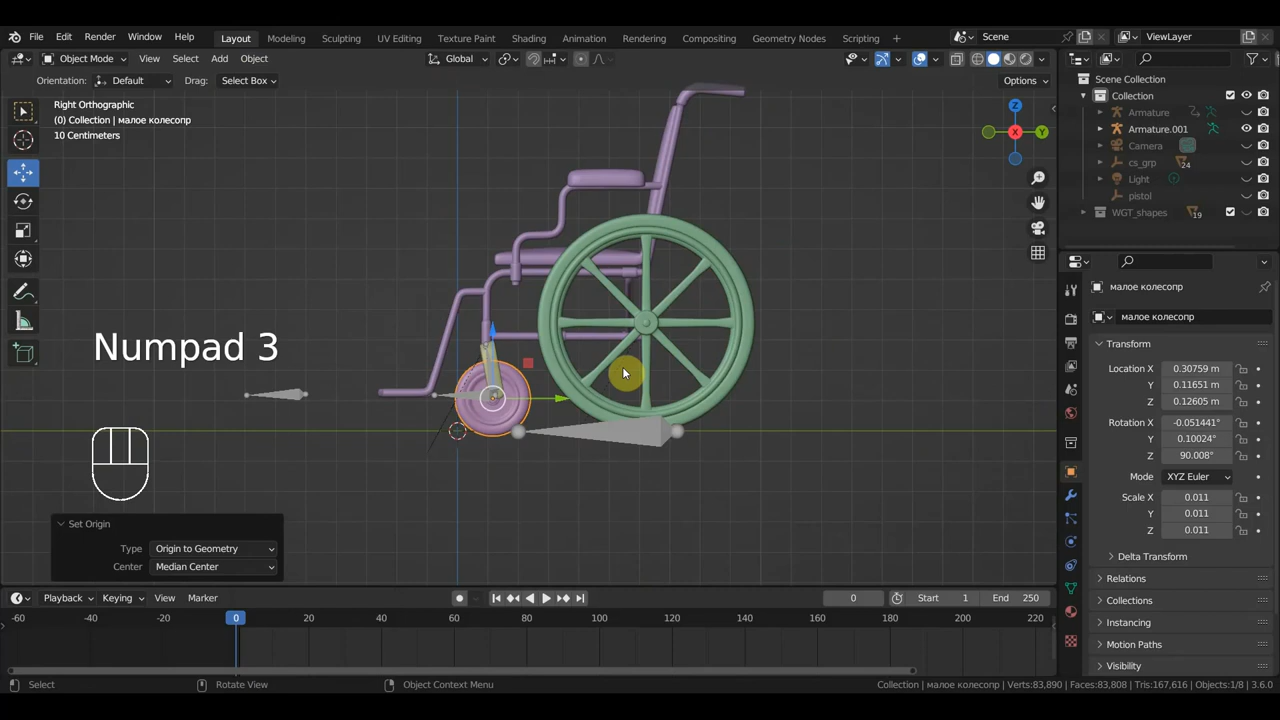 File Edit Render Window Help Layout Modeling Sculpting UV Editing Texture Paint Shading Animation Rendering Compositing Geometry Nodes Scripting + Scene ViewLayer
Object Mode View Select Add Object Global Options
Orientation: Default Drag: Select Box
Right Orthographic
(0) Collection | малое колесопр
10 Centimeters
Z
Y
X
Numpad 3
Set Origin
Type Origin to Geometry
Center Median Center
Scene Collection
Collection
Armature
Armature.001
Camera
cs_grp 24
Light
pistol
WGT_shapes 19
малое колесопр
малое колесопр
Transform
Location X 0.30759 m
Y 0.11651 m
Z 0.12605 m
Rotation X -0.051441°
Y 0.10024°
Z 90.008°
Mode XYZ Euler
Scale X 0.011
Y 0.011
Z 0.011
Delta Transform
Relations
Collections
Instancing
Motion Paths
Visibility
Playback Keying View Marker 0 Start 1 End 250
-60 -40 -20 0 20 40 60 80 100 120 140 160 180 200 220
Select Rotate View Object Context Menu Collection | малое колесопр | Verts:83,890 | Faces:83,808 | Tris:167,616 | Objects:1/8 | 3.6.0